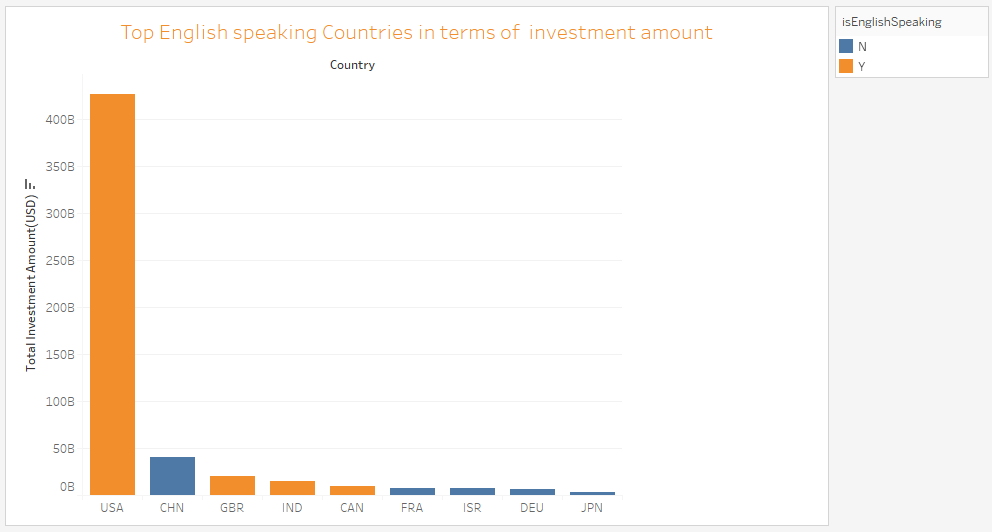 Top English speaking Countries in terms of investment amount
Country
Total Investment Amount(USD)
400B
350B
300B
250B
200B
150B
100B
50B
0B
USA CHN GBR IND CAN FRA ISR DEU JPN
isEnglishSpeaking
N
Y